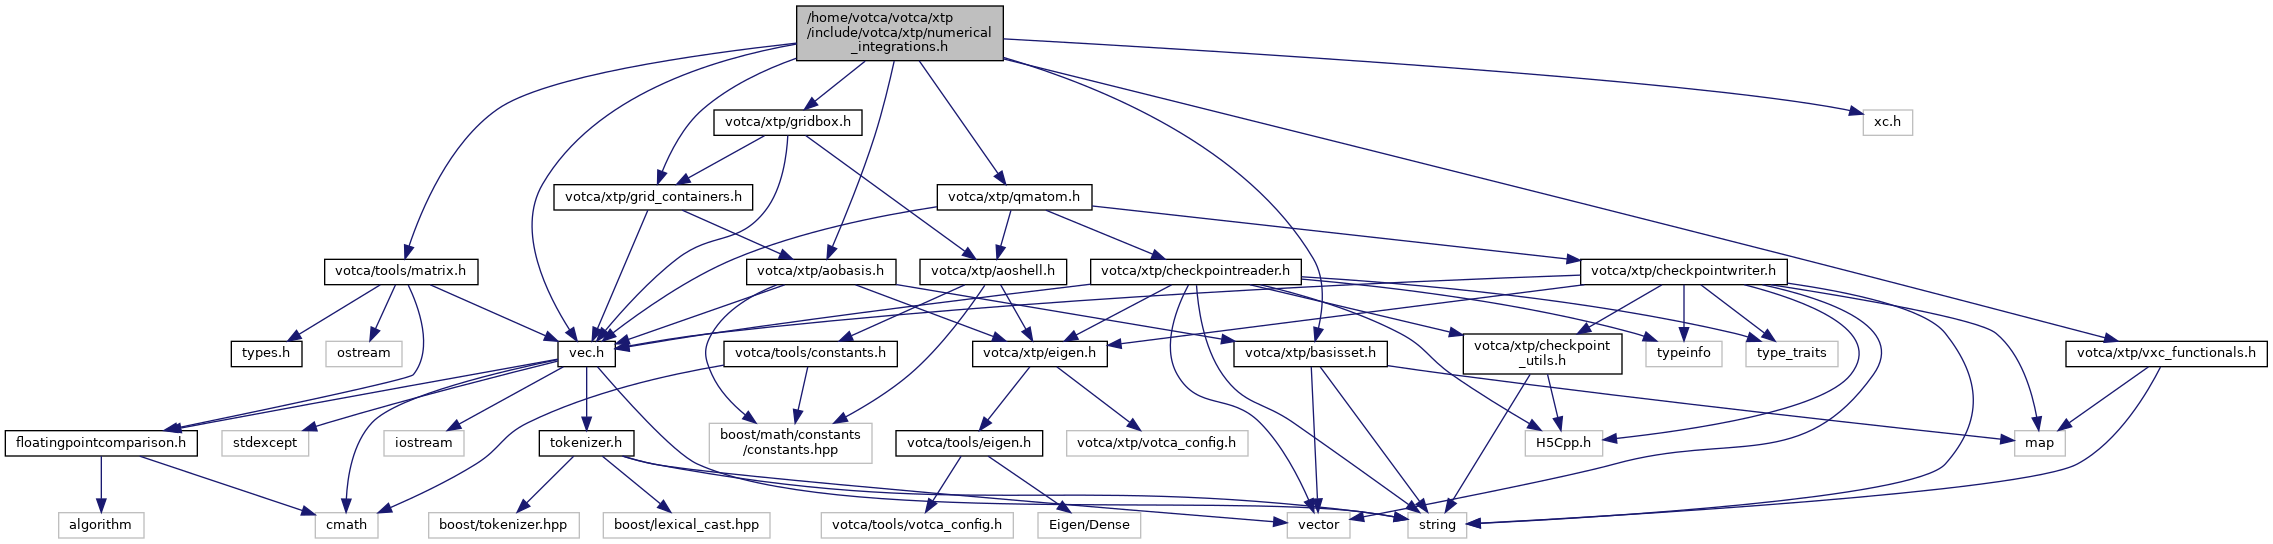 /home/votca/votca/xtp
/include/votca/xtp/numerical
_integrations.h
votca/xtp/gridbox.h
xc.h
votca/xtp/grid_containers.h
votca/xtp/qmatom.h
votca/tools/matrix.h
votca/xtp/aobasis.h
votca/xtp/aoshell.h
votca/xtp/checkpointreader.h
votca/xtp/checkpointwriter.h
types.h
ostream
vec.h
votca/tools/constants.h
votca/xtp/eigen.h
votca/xtp/basisset.h
votca/xtp/checkpoint
_utils.h
typeinfo
type_traits
votca/xtp/vxc_functionals.h
floatingpointcomparison.h
stdexcept
iostream
tokenizer.h
boost/math/constants
/constants.hpp
votca/tools/eigen.h
votca/xtp/votca_config.h
H5Cpp.h
map
algorithm
cmath
boost/tokenizer.hpp
boost/lexical_cast.hpp
votca/tools/votca_config.h
Eigen/Dense
vector
string